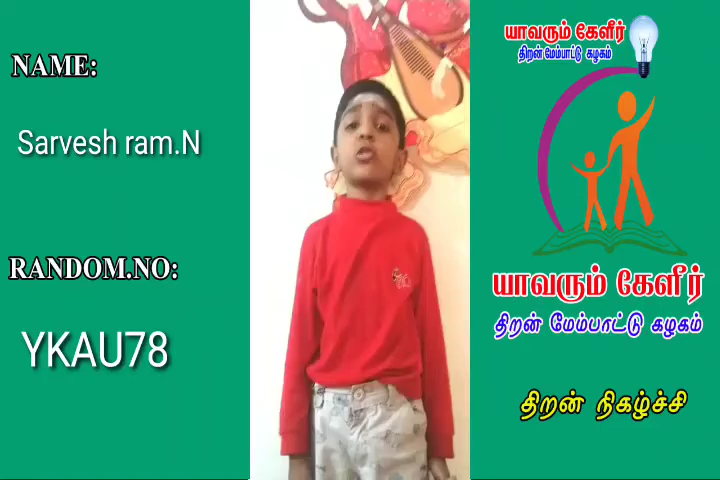 NAME:
Sarvesh ram.N
RANDOM.NO:
YKAU78
யாவரும் கேளீர்
திறன் மேம்பாட்டு கழகம்
யாவரும் கேளீர்
திறன் மேம்பாட்டு கழகம்
திறன் நிகழ்ச்சி